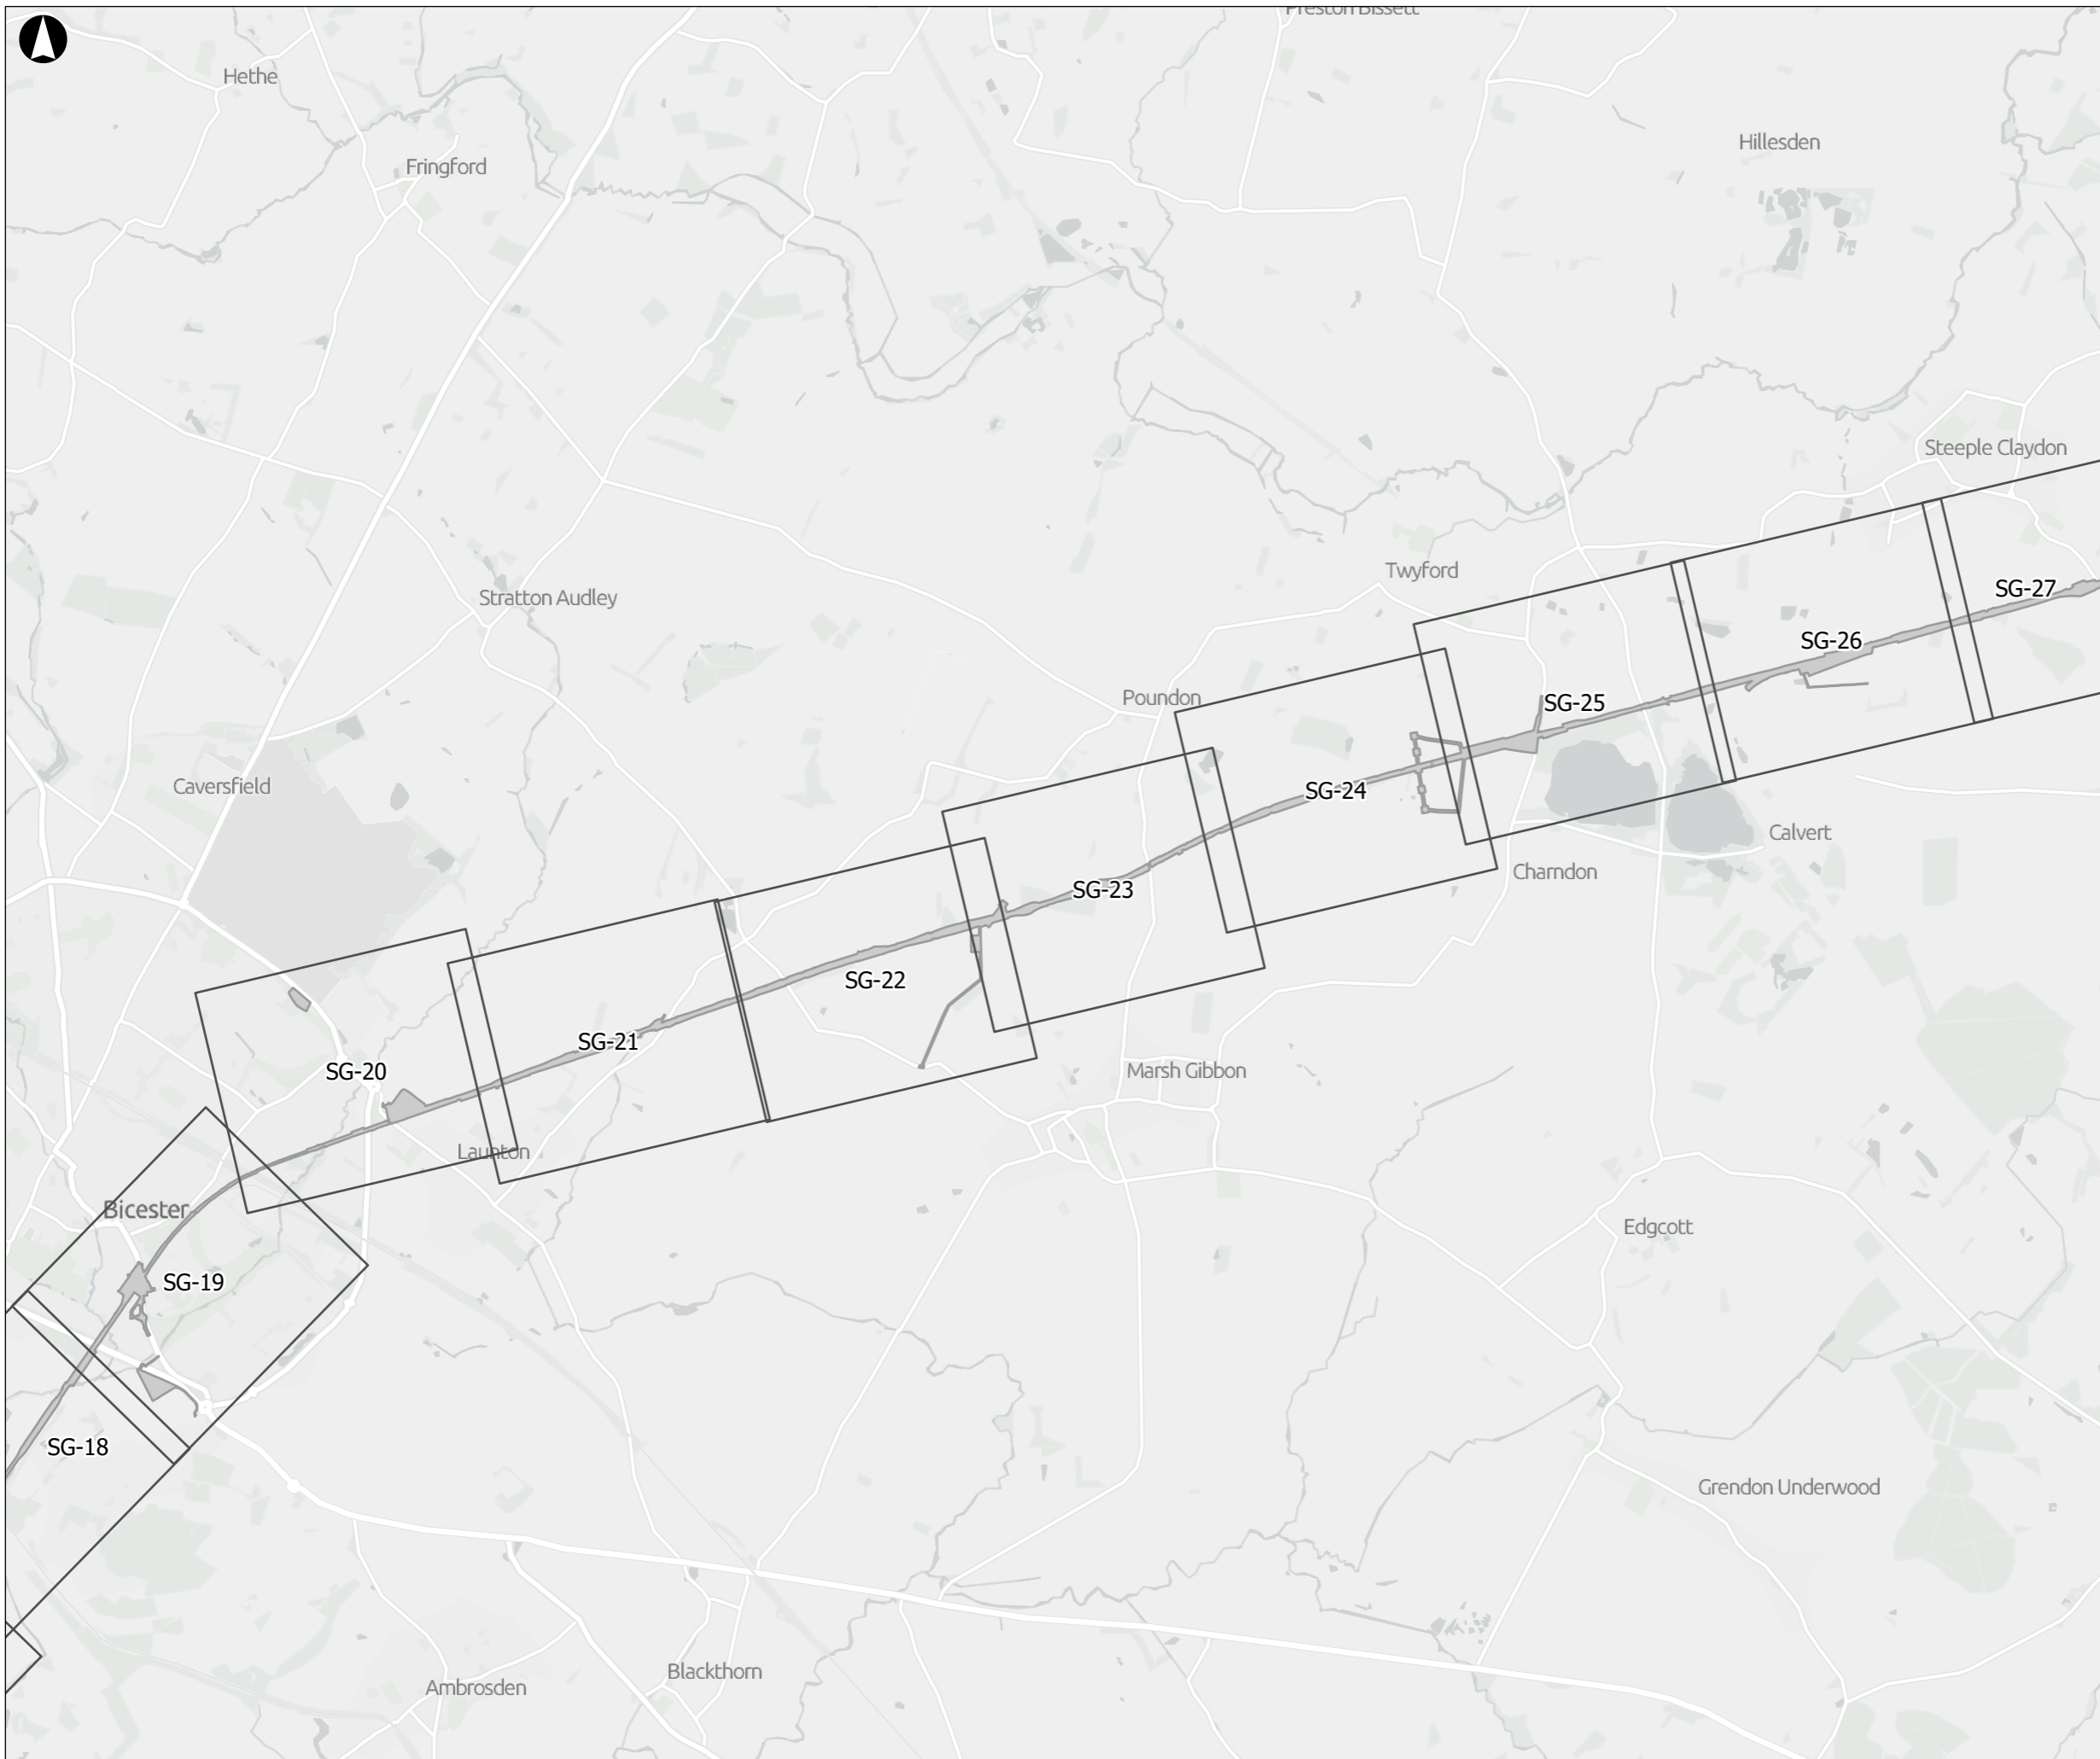 Preston Bissett
Hethe
Hillesden
Fringford
Steeple Claydon
Twyford
SG-27
Stratton Audley
SG-26
Poundon
SG-25
Caversfield
SG-24
Calvert
Charndon
SG-23
SG-22
SG-21
Marsh Gibbon
SG-20
Launton
Bicester
Edgcott
SG-19
SG-18
Grendon Underwood
Blackthorn
Ambrosden